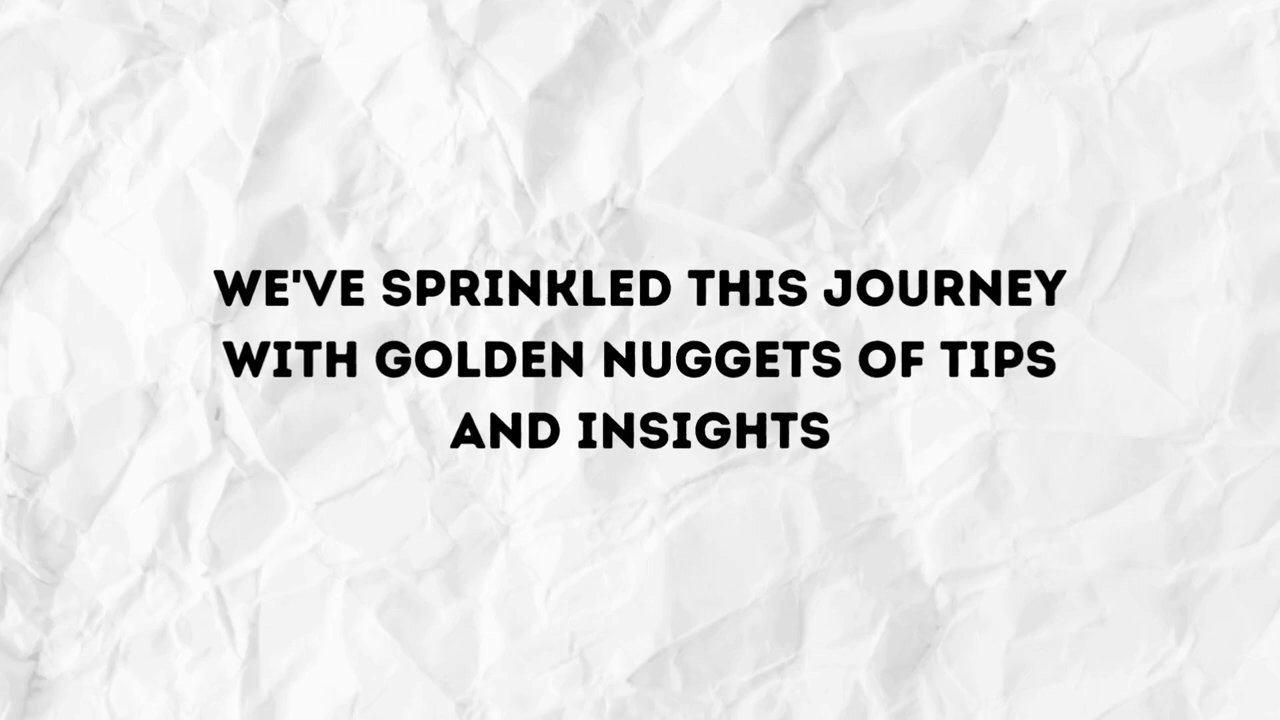 WE'VE SPRINKLED THIS JOURNEY
WITH GOLDEN NUGGETS OF TIPS
AND INSIGHTS